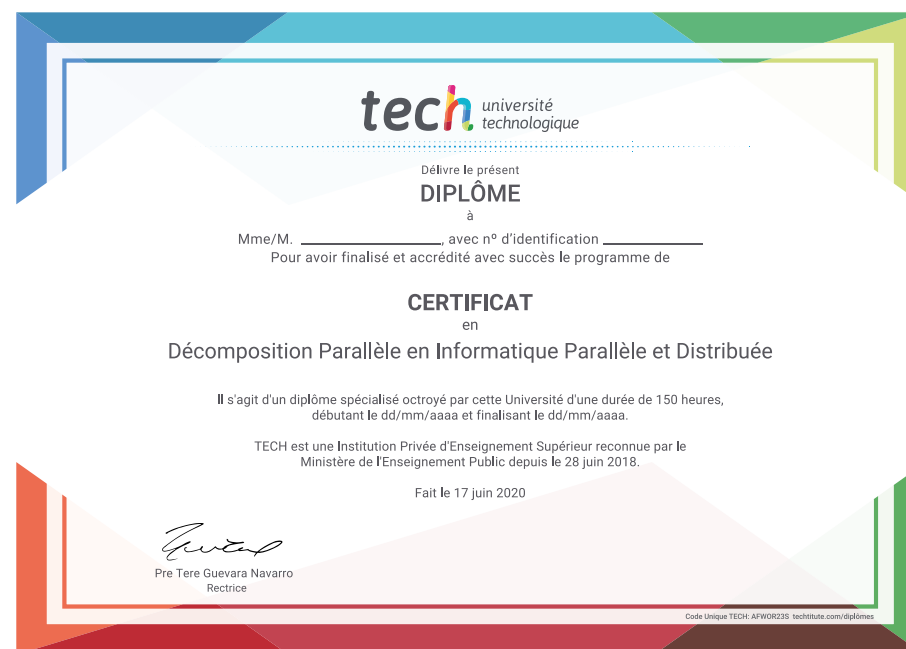 tech université
technologique
Délivre le présent
DIPLÔME
à
Mme/M. ____________________, avec nº d'identification ______________
Pour avoir finalisé et accrédité avec succès le programme de
CERTIFICAT
en
Décomposition Parallèle en Informatique Parallèle et Distribuée
Il s'agit d'un diplôme spécialisé octroyé par cette Université d'une durée de 150 heures,
débutant le dd/mm/aaaa et finalisant le dd/mm/aaaa.
TECH est une Institution Privée d'Enseignement Supérieur reconnue par le
Ministère de l'Enseignement Public depuis le 28 juin 2018.
Fait le 17 juin 2020
Pre Tere Guevara Navarro
Rectrice
Code Unique TECH: AFWOR23S techtitute.com/diplômes